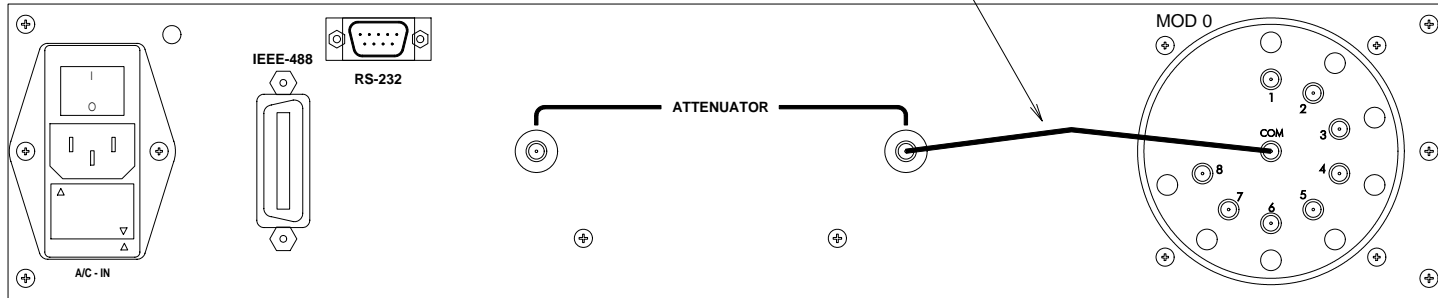 MOD 0
IEEE-488
RS-232
ATTENUATOR
I
O
COM
1
2
3
4
5
6
7
8
A/C - IN